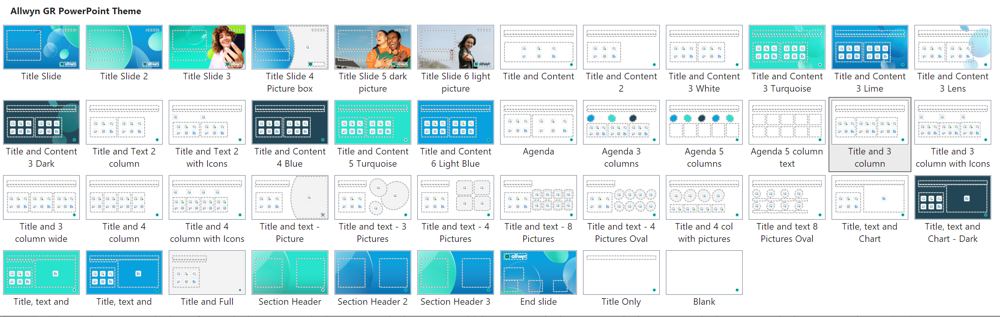 Allwyn GR PowerPoint Theme
allwyn
allwyn
allwyn
allwyn
allwyn
Title Slide
Title Slide 2
Title Slide 3
Title Slide 4
Picture box
Title Slide 5 dark
picture
Title Slide 6 light
picture
Title and Content
Title and Content
2
Title and Content
3 White
Title and Content
3 Turquoise
Title and Content
3 Lime
Title and Content
3 Lens
Title and Content
3 Dark
Title and Text 2
column
Title and Text 2
with Icons
Title and Content
4 Blue
Title and Content
5 Turquoise
Title and Content
6 Light Blue
Agenda
Agenda 3
columns
Agenda 5
columns
Agenda 5 column
text
Title and 3
column
Title and 3
column with Icons
Title and 3
column wide
Title and 4
column
Title and 4
column with Icons
Title and text -
Picture
Title and text - 3
Pictures
Title and text - 4
Pictures
Title and text - 8
Pictures
Title and text - 4
Pictures Oval
Title and 4 col
with pictures
Title and text 8
Pictures Oval
Title, text and
Chart
Title, text and
Chart - Dark
allwyn
Title, text and
Title, text and
Title and Full
Section Header
Section Header 2
Section Header 3
End slide
Title Only
Blank